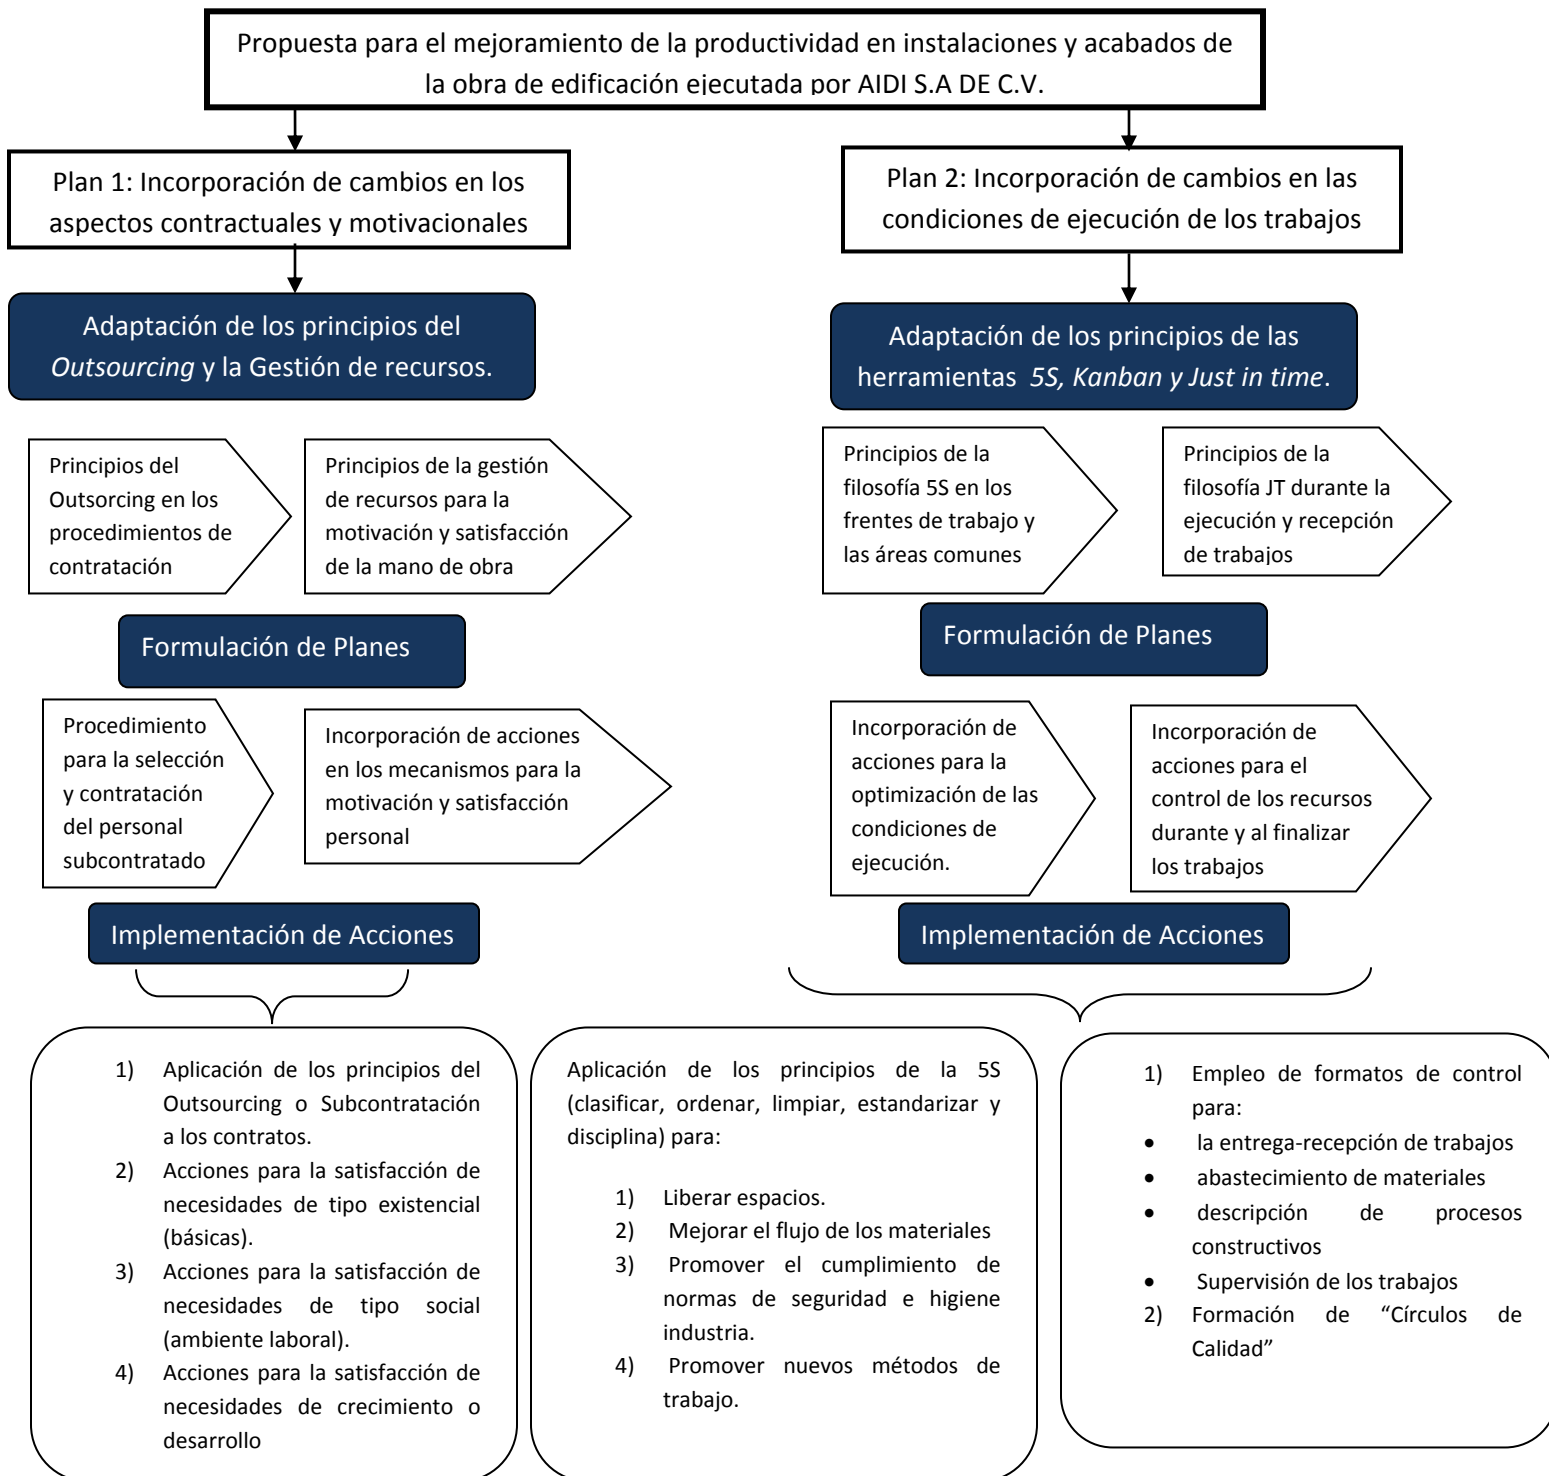 Propuesta para el mejoramiento de la productividad en instalaciones y acabados de
la obra de edificación ejecutada por AIDI S.A DE C.V.
Plan 1: Incorporación de cambios en los
aspectos contractuales y motivacionales
Plan 2: Incorporación de cambios en las
condiciones de ejecución de los trabajos
Adaptación de los principios del
Outsourcing y la Gestión de recursos.
Adaptación de los principios de las
herramientas 5S, Kanban y Just in time.
Principios del
Outsorcing en los
procedimientos de
contratación
Principios de la gestión
de recursos para la
motivación y satisfacción
de la mano de obra
Principios de la
filosofía 5S en los
frentes de trabajo y
las áreas comunes
Principios de la
filosofía JT durante la
ejecución y recepción
de trabajos
Formulación de Planes
Formulación de Planes
Procedimiento
para la selección
y contratación
del personal
subcontratado
Incorporación de acciones
en los mecanismos para la
motivación y satisfacción
personal
Incorporación de
acciones para la
optimización de las
condiciones de
ejecución.
Incorporación de
acciones para el
control de los recursos
durante y al finalizar
los trabajos
Implementación de Acciones
Implementación de Acciones
1) Aplicación de los principios del
Outsourcing o Subcontratación
a los contratos.
2) Acciones para la satisfacción de
necesidades de tipo existencial
(básicas).
3) Acciones para la satisfacción de
necesidades de tipo social
(ambiente laboral).
4) Acciones para la satisfacción de
necesidades de crecimiento o
desarrollo
Aplicación de los principios de la 5S
(clasificar, ordenar, limpiar, estandarizar y
disciplina) para:
1) Liberar espacios.
2) Mejorar el flujo de los materiales
3) Promover el cumplimiento de
normas de seguridad e higiene
industria.
4) Promover nuevos métodos de
trabajo.
1) Empleo de formatos de control
para:
• la entrega-recepción de trabajos
• abastecimiento de materiales
• descripción de procesos
constructivos
• Supervisión de los trabajos
2) Formación de “Círculos de
Calidad”